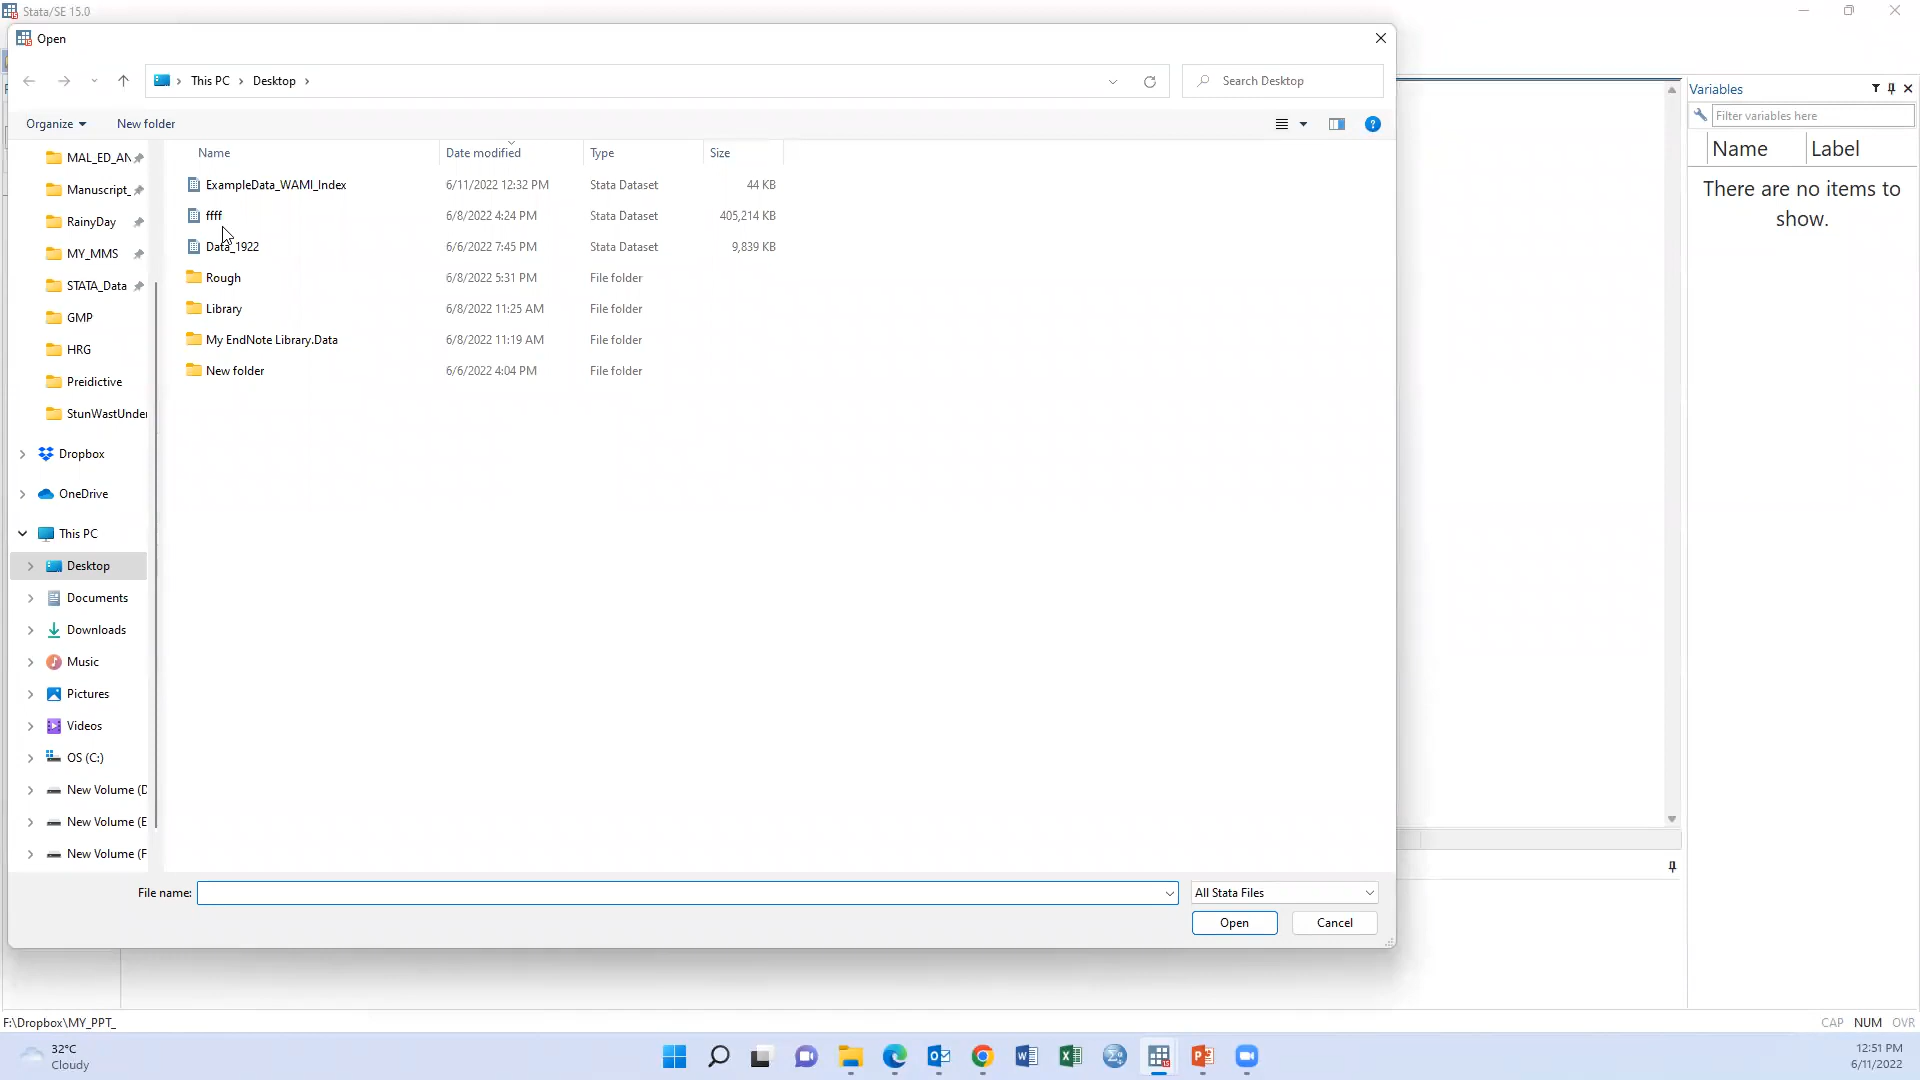 Stata/SE 15.0
Open
This PC > Desktop >
Search Desktop
Organize
New folder
Name Date modified Type Size
ExampleData_WAMI_Index 6/11/2022 12:32 PM Stata Dataset 44 KB
ffff 6/8/2022 4:24 PM Stata Dataset 405,214 KB
Data_1922 6/6/2022 7:45 PM Stata Dataset 9,839 KB
Rough 6/8/2022 5:31 PM File folder
Library 6/8/2022 11:25 AM File folder
My EndNote Library.Data 6/8/2022 11:19 AM File folder
New folder 6/6/2022 4:04 PM File folder
MAL_ED_AN
Manuscript_
RainyDay
MY_MMS
STATA_Data
GMP
HRG
Preidictive
StunWastUnder
Dropbox
OneDrive
This PC
Desktop
Documents
Downloads
Music
Pictures
Videos
OS (C:)
New Volume (D
New Volume (E
New Volume (F
File name:
All Stata Files
Open
Cancel
Variables
Filter variables here
Name Label
There are no items to
show.
F:\Dropbox\MY_PPT_
CAP NUM OVR
32°C
Cloudy
12:51 PM
6/11/2022